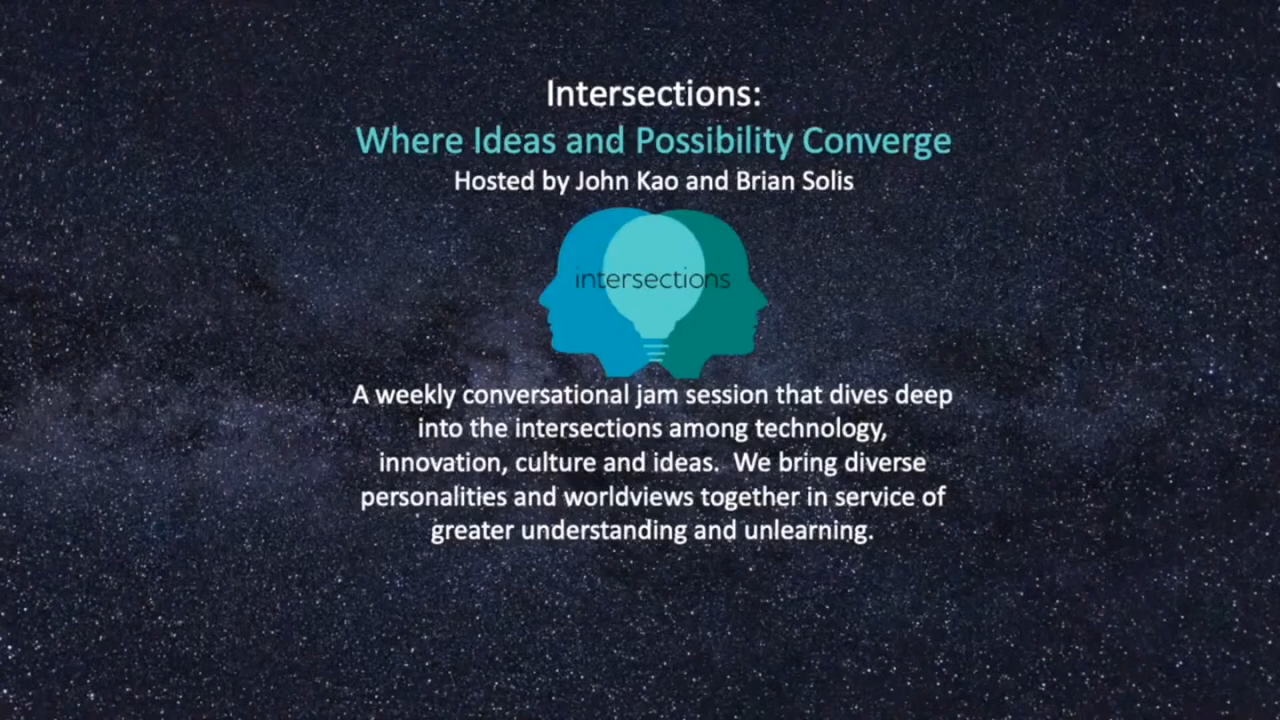 Intersections:
Where Ideas and Possibility Converge
Hosted by John Kao and Brian Solis
intersections
A weekly conversational jam session that dives deep
into the intersections among technology,
innovation, culture and ideas.  We bring diverse
personalities and worldviews together in service of
greater understanding and unlearning.